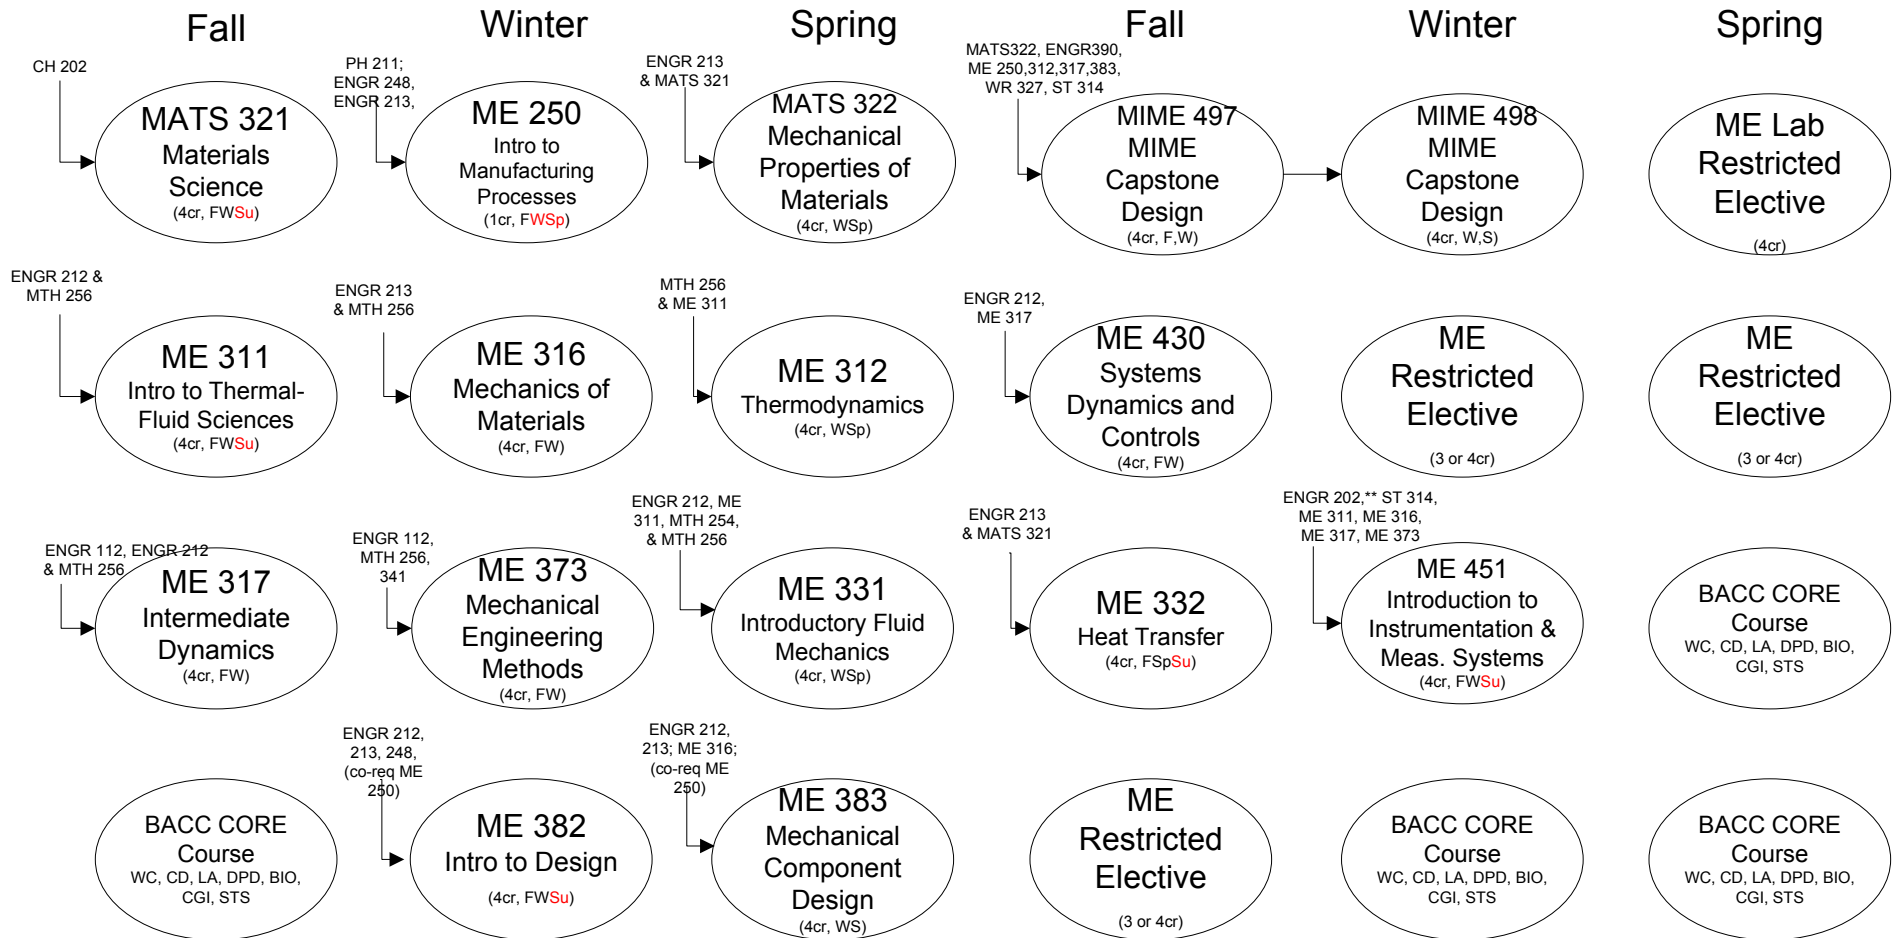 Fall
Winter
Spring
Fall
Winter
Spring
CH 202
MATS 321
Materials
Science
(4cr, FWSu)
PH 211;
ENGR 248,
ENGR 213,
ME 250
Intro to
Manufacturing
Processes
(1cr, FWSp)
ENGR 213
& MATS 321
MATS 322
Mechanical
Properties of
Materials
(4cr, WSp)
MATS322, ENGR390,
ME 250,312,317,383,
WR 327, ST 314
MIME 497
MIME
Capstone
Design
(4cr, F,W)
MIME 498
MIME
Capstone
Design
(4cr, W,S)
ME Lab
Restricted
Elective
(4cr)
ENGR 212 &
MTH 256
ME 311
Intro to Thermal-
Fluid Sciences
(4cr, FWSu)
ENGR 213
& MTH 256
ME 316
Mechanics of
Materials
(4cr, FW)
MTH 256
& ME 311
ME 312
Thermodynamics
(4cr, WSp)
ENGR 212,
ME 317
ME 430
Systems
Dynamics and
Controls
(4cr, FW)
ME
Restricted
Elective
(3 or 4cr)
ME
Restricted
Elective
(3 or 4cr)
ENGR 112, ENGR 212
& MTH 256
ME 317
Intermediate
Dynamics
(4cr, FW)
ENGR 112,
MTH 256,
341
ME 373
Mechanical
Engineering
Methods
(4cr, FW)
ENGR 212, ME
311, MTH 254,
& MTH 256
ME 331
Introductory Fluid
Mechanics
(4cr, WSp)
ENGR 213
& MATS 321
ME 332
Heat Transfer
(4cr, FSpSu)
ENGR 202,** ST 314,
ME 311, ME 316,
ME 317, ME 373
ME 451
Introduction to
Instrumentation &
Meas. Systems
(4cr, FWSu)
BACC CORE
Course
WC, CD, LA, DPD, BIO,
CGI, STS
BACC CORE
Course
WC, CD, LA, DPD, BIO,
CGI, STS
ENGR 212,
213, 248,
(co-req ME
250)
ME 382
Intro to Design
(4cr, FWSu)
ENGR 212,
213; ME 316;
(co-req ME
250)
ME 383
Mechanical
Component
Design
(4cr, WS)
ME
Restricted
Elective
(3 or 4cr)
BACC CORE
Course
WC, CD, LA, DPD, BIO,
CGI, STS
BACC CORE
Course
WC, CD, LA, DPD, BIO,
CGI, STS